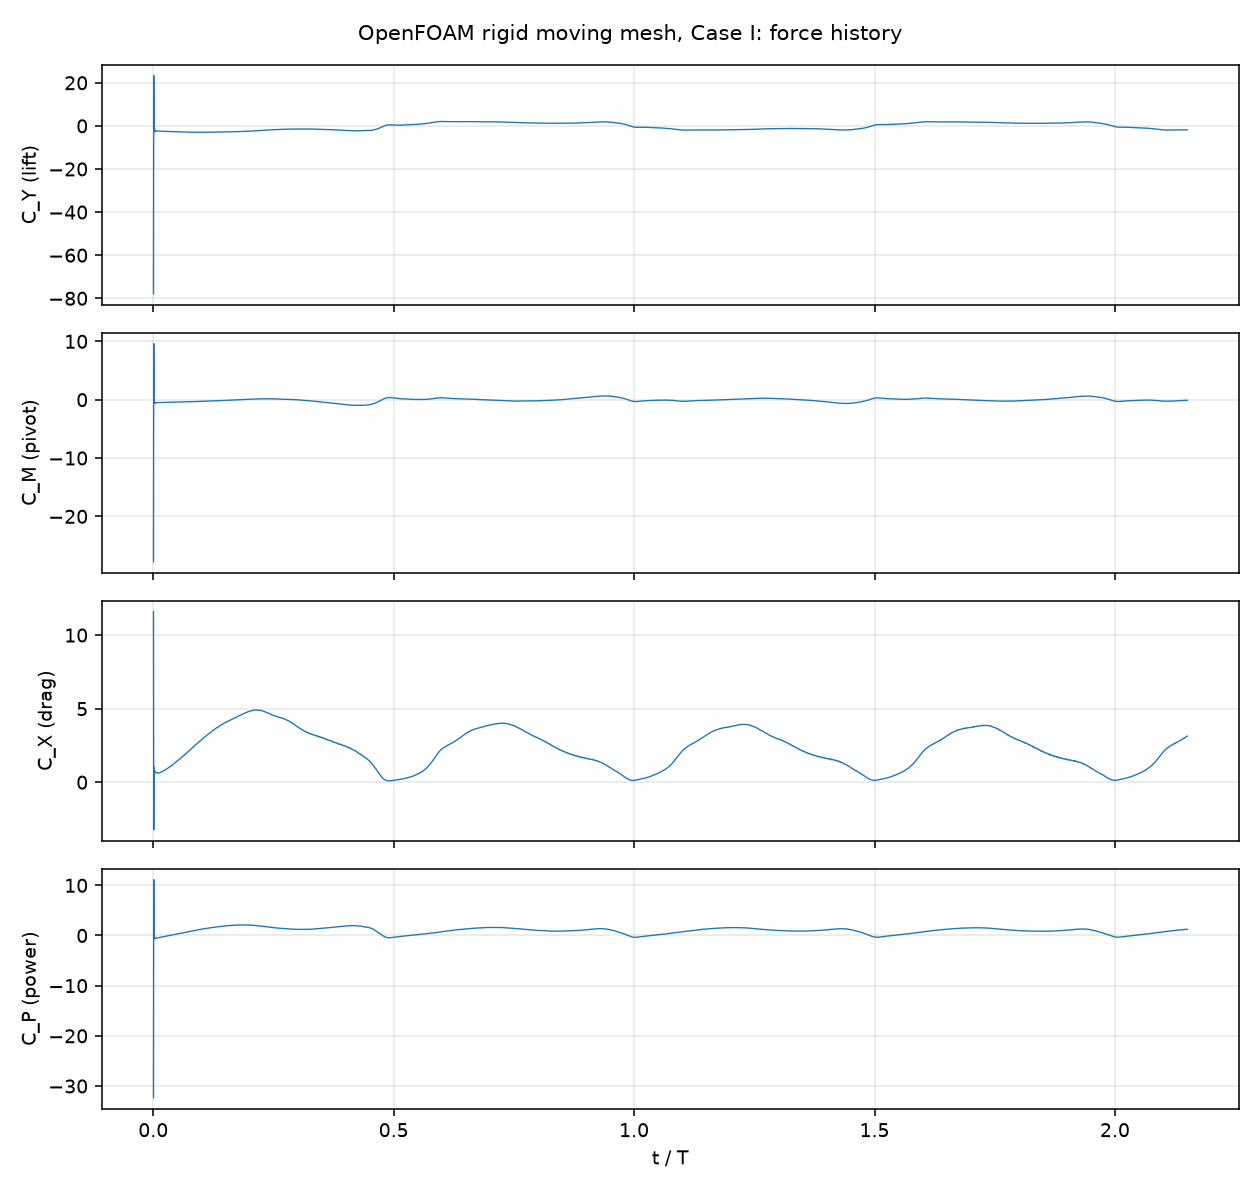 OpenFOAM rigid moving mesh, Case I: force history
20
0
−20
−40
−60
−80
C_Y (lift)
10
0
−10
−20
C_M (pivot)
10
5
0
C_X (drag)
10
0
−10
−20
−30
C_P (power)
0.0 0.5 1.0 1.5 2.0
t / T